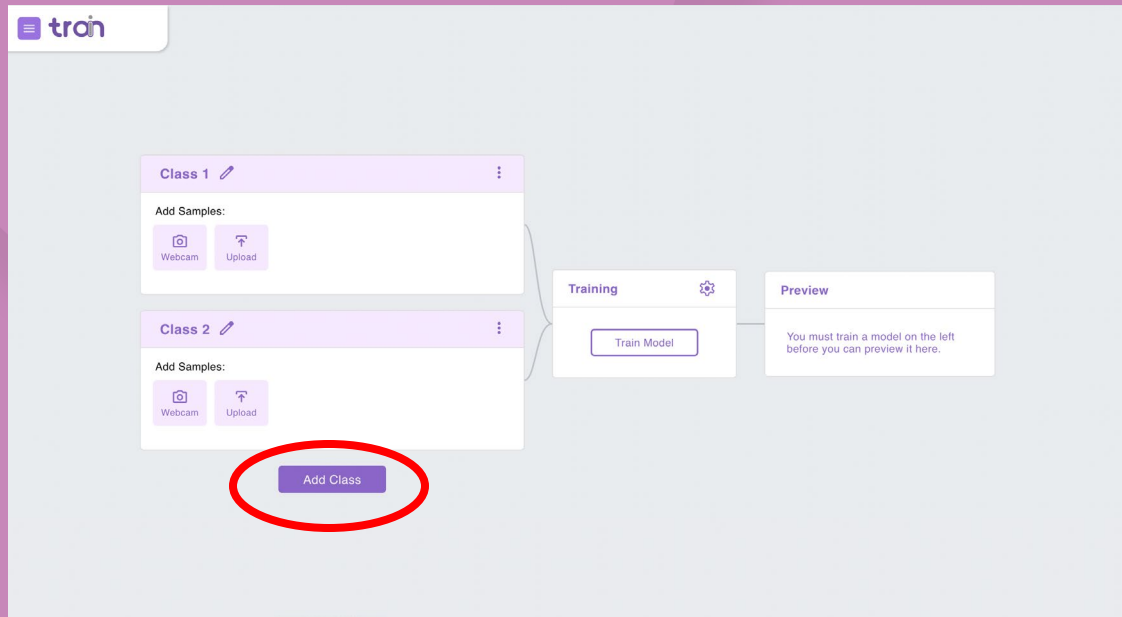 train
Class 1
Add Samples:
Webcam
Upload
Class 2
Add Samples:
Webcam
Upload
Add Class
Training
Train Model
Preview
You must train a model on the left
before you can preview it here.